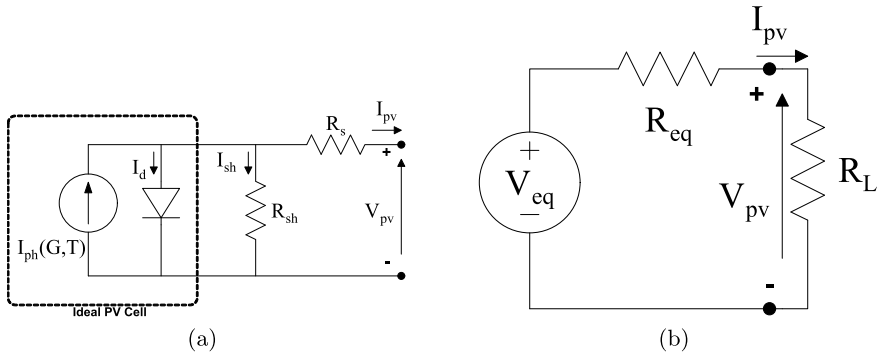 I_pv
R_s
+
I_d
I_sh
R_sh
V_pv
I_ph(G,T)
-
Ideal PV Cell
(a)
I_pv
+
R_eq
+
V_eq
−
V_pv
R_L
-
(b)